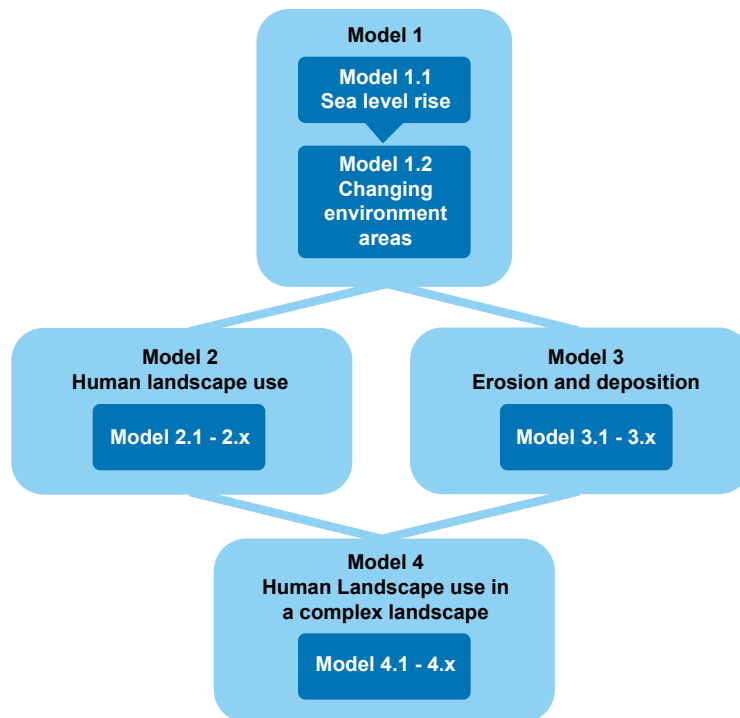 Model 1
Model 1.1
Sea level rise
Model 1.2
Changing
environment
areas
Model 2
Human landscape use
Model 2.1 - 2.x
Model 3
Erosion and deposition
Model 3.1 - 3.x
Model 4
Human Landscape use in
a complex landscape
Model 4.1 - 4.x